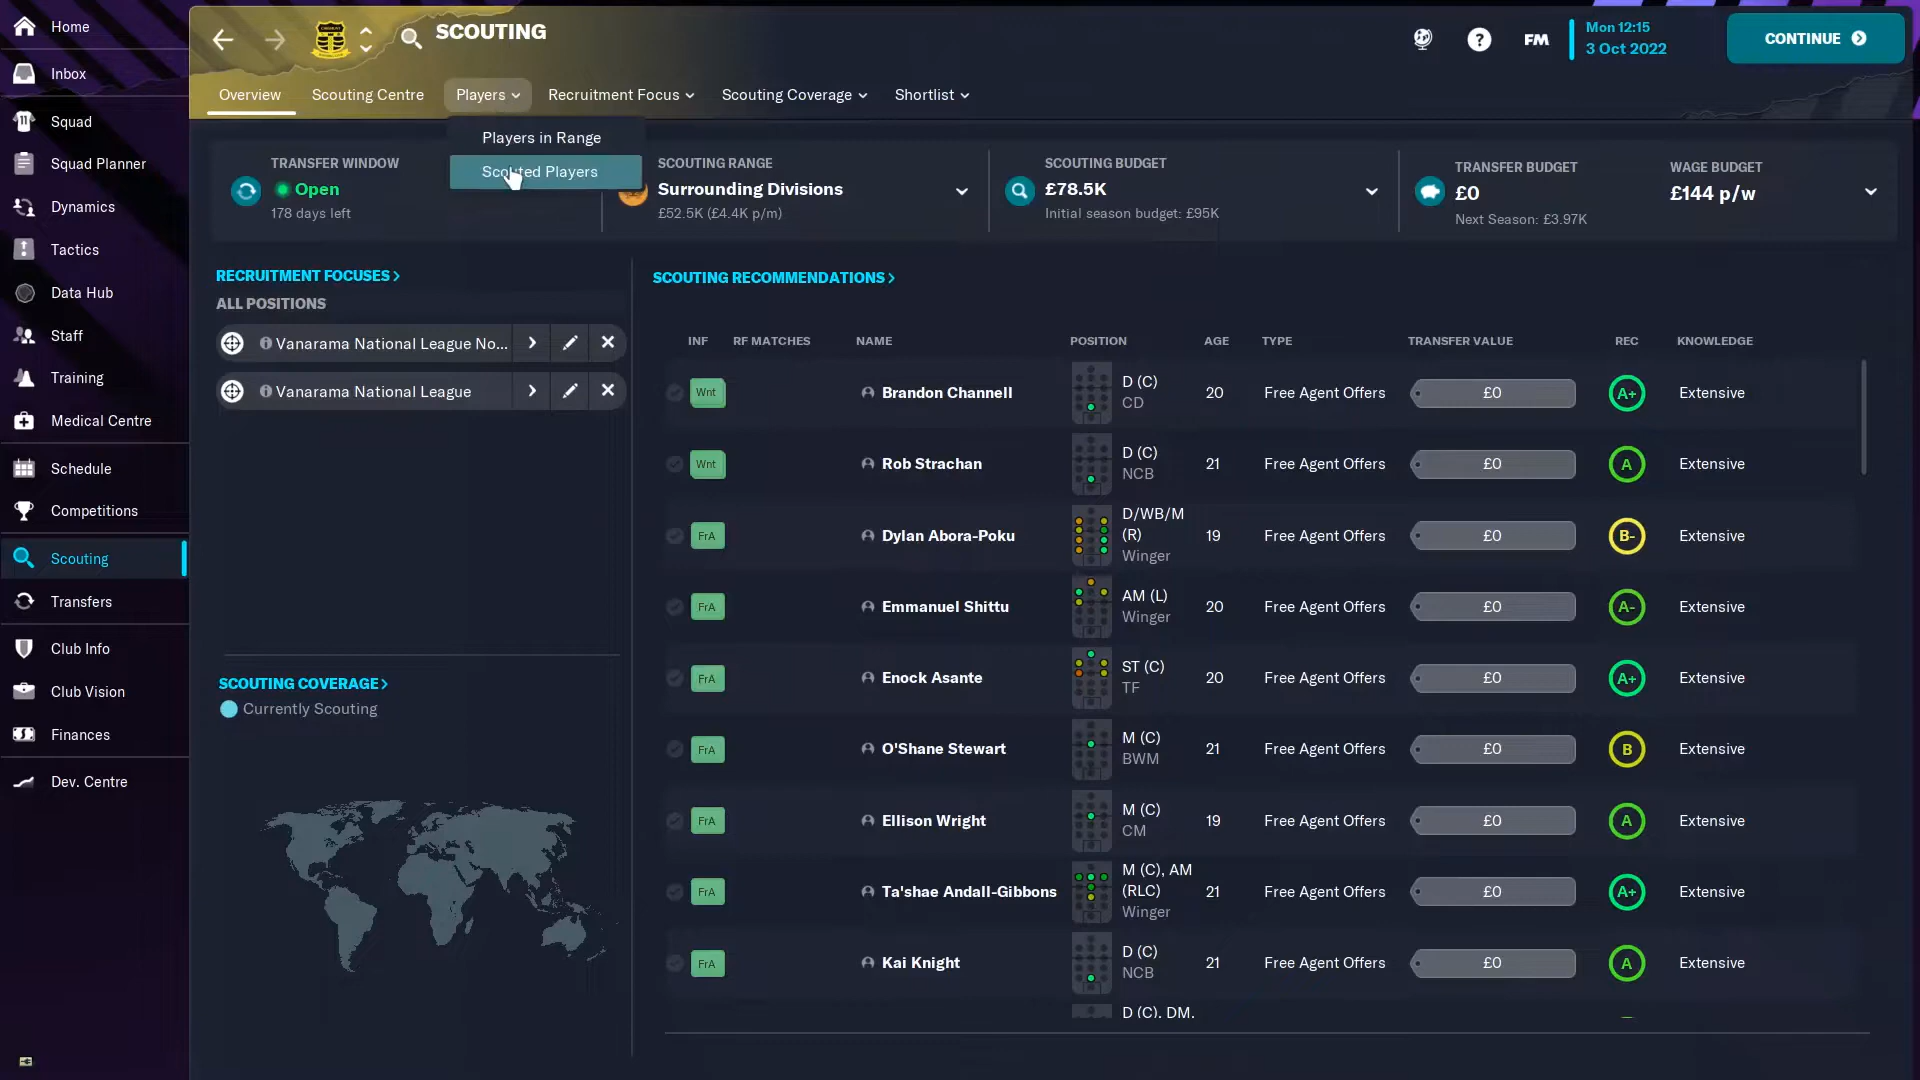 Home
Inbox
Squad
Squad Planner
Dynamics
Tactics
Data Hub
Staff
Training
Medical Centre
Schedule
Competitions
Scouting
Transfers
Club Info
Club Vision
Finances
Dev. Centre
SCOUTING
FM
Mon 12:15
3 Oct 2022
CONTINUE
Overview Scouting Centre Players Recruitment Focus Scouting Coverage Shortlist
Players in Range
Scouted Players
TRANSFER WINDOW
Open
178 days left
SCOUTING RANGE
Surrounding Divisions
£52.5K (£4.4K p/m)
SCOUTING BUDGET
£78.5K
Initial season budget: £95K
TRANSFER BUDGET
£0
Next Season: £3.97K
WAGE BUDGET
£144 p/w
RECRUITMENT FOCUSES >
ALL POSITIONS
Vanarama National League No...
Vanarama National League
SCOUTING COVERAGE >
Currently Scouting
SCOUTING RECOMMENDATIONS >
INF RF MATCHES NAME POSITION AGE TYPE TRANSFER VALUE REC KNOWLEDGE
Wnt Brandon Channell D (C) CD 20 Free Agent Offers £0 A+ Extensive
Wnt Rob Strachan D (C) NCB 21 Free Agent Offers £0 A Extensive
FrA Dylan Abora-Poku D/WB/M (R) Winger 19 Free Agent Offers £0 B- Extensive
FrA Emmanuel Shittu AM (L) Winger 20 Free Agent Offers £0 A- Extensive
FrA Enock Asante ST (C) TF 20 Free Agent Offers £0 A+ Extensive
FrA O'Shane Stewart M (C) BWM 21 Free Agent Offers £0 B Extensive
FrA Ellison Wright M (C) CM 19 Free Agent Offers £0 A Extensive
FrA Ta'shae Andall-Gibbons M (C), AM (RLC) Winger 21 Free Agent Offers £0 A+ Extensive
FrA Kai Knight D (C) NCB 21 Free Agent Offers £0 A Extensive
D (C), DM,